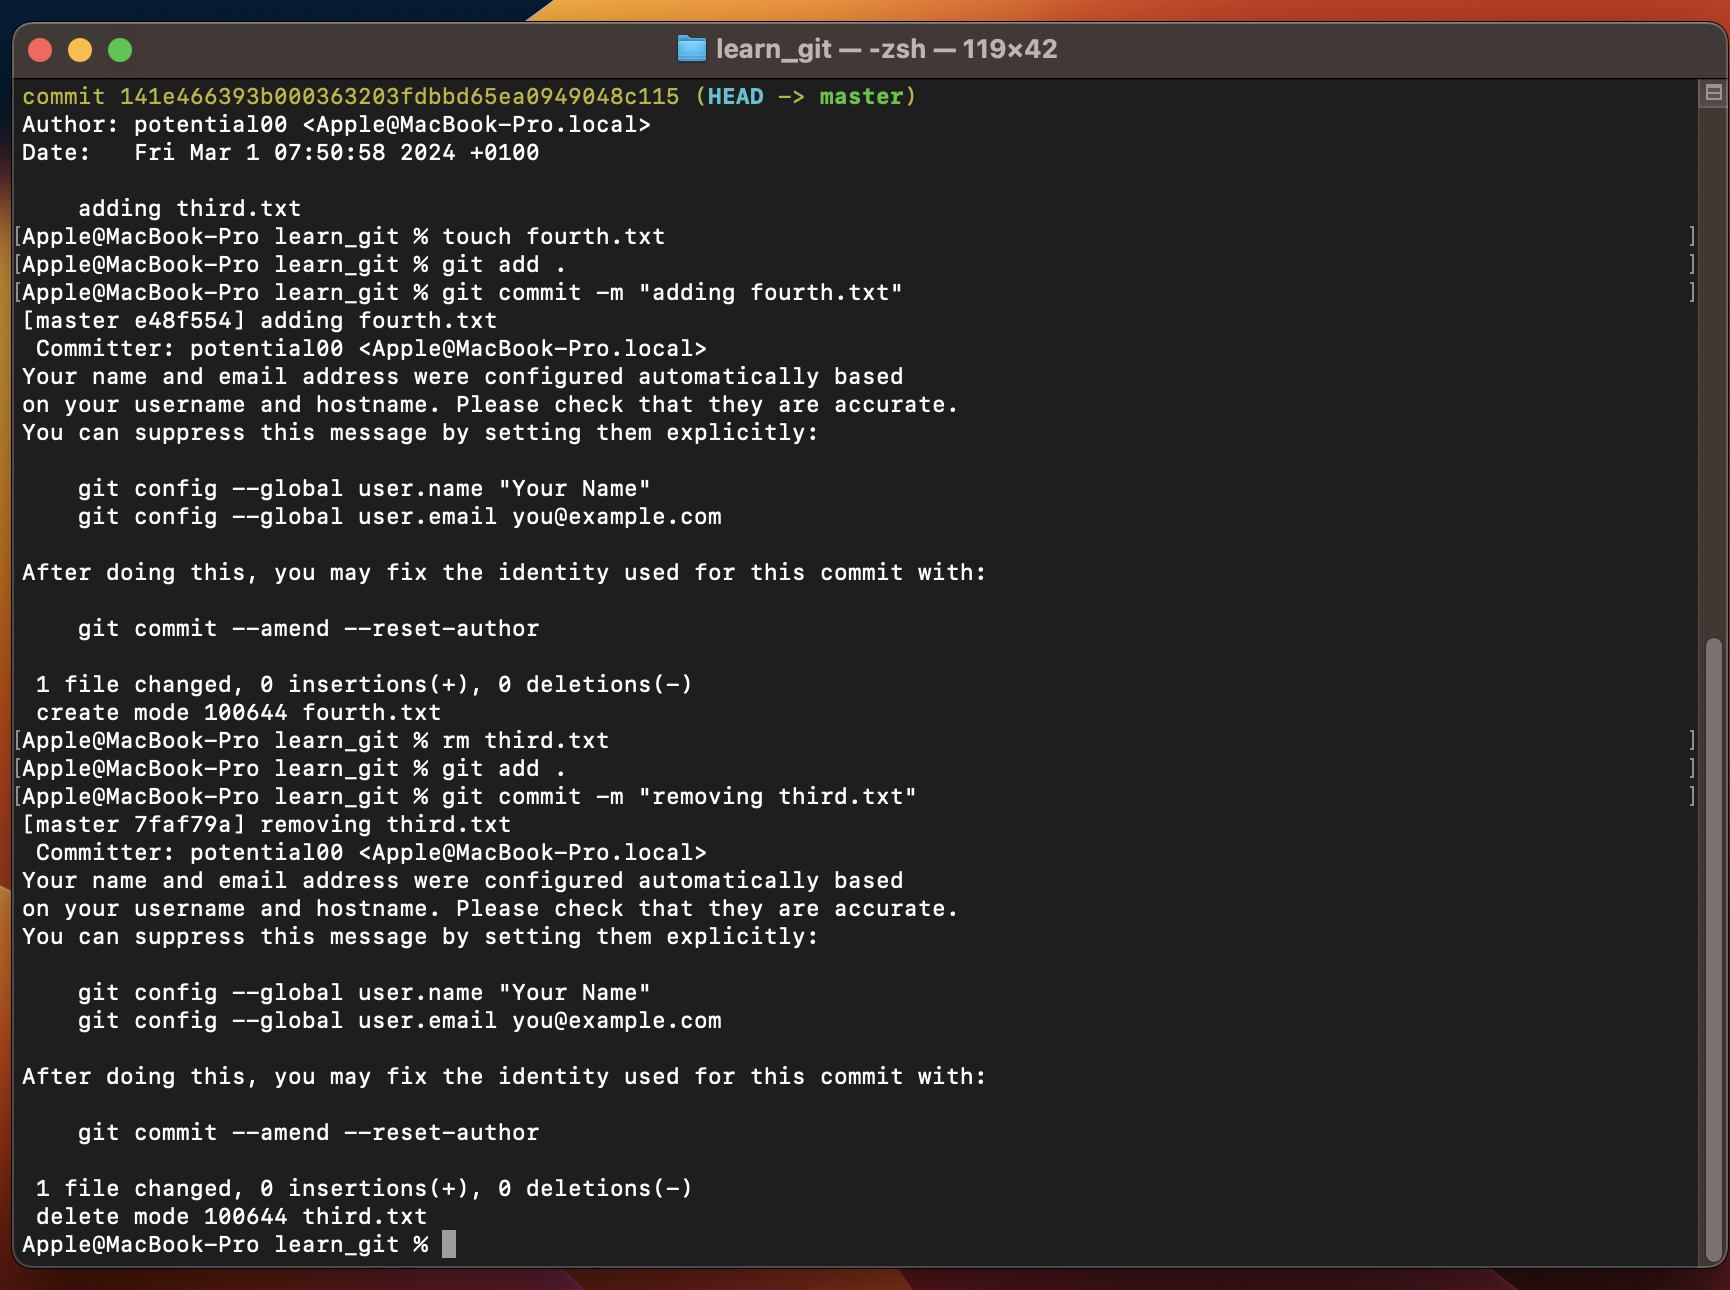 learn_git — -zsh — 119×42
commit 141e466393b000363203fdbbd65ea0949048c115 (HEAD -> master)
Author: potential00 <Apple@MacBook-Pro.local>
Date:   Fri Mar 1 07:50:58 2024 +0100
    adding third.txt
[Apple@MacBook-Pro learn_git % touch fourth.txt ]
[Apple@MacBook-Pro learn_git % git add . ]
[Apple@MacBook-Pro learn_git % git commit -m "adding fourth.txt" ]
[master e48f554] adding fourth.txt
 Committer: potential00 <Apple@MacBook-Pro.local>
Your name and email address were configured automatically based
on your username and hostname. Please check that they are accurate.
You can suppress this message by setting them explicitly:
    git config --global user.name "Your Name"
    git config --global user.email you@example.com
After doing this, you may fix the identity used for this commit with:
    git commit --amend --reset-author
 1 file changed, 0 insertions(+), 0 deletions(-)
 create mode 100644 fourth.txt
[Apple@MacBook-Pro learn_git % rm third.txt ]
[Apple@MacBook-Pro learn_git % git add . ]
[Apple@MacBook-Pro learn_git % git commit -m "removing third.txt" ]
[master 7faf79a] removing third.txt
 Committer: potential00 <Apple@MacBook-Pro.local>
Your name and email address were configured automatically based
on your username and hostname. Please check that they are accurate.
You can suppress this message by setting them explicitly:
    git config --global user.name "Your Name"
    git config --global user.email you@example.com
After doing this, you may fix the identity used for this commit with:
    git commit --amend --reset-author
 1 file changed, 0 insertions(+), 0 deletions(-)
 delete mode 100644 third.txt
Apple@MacBook-Pro learn_git %